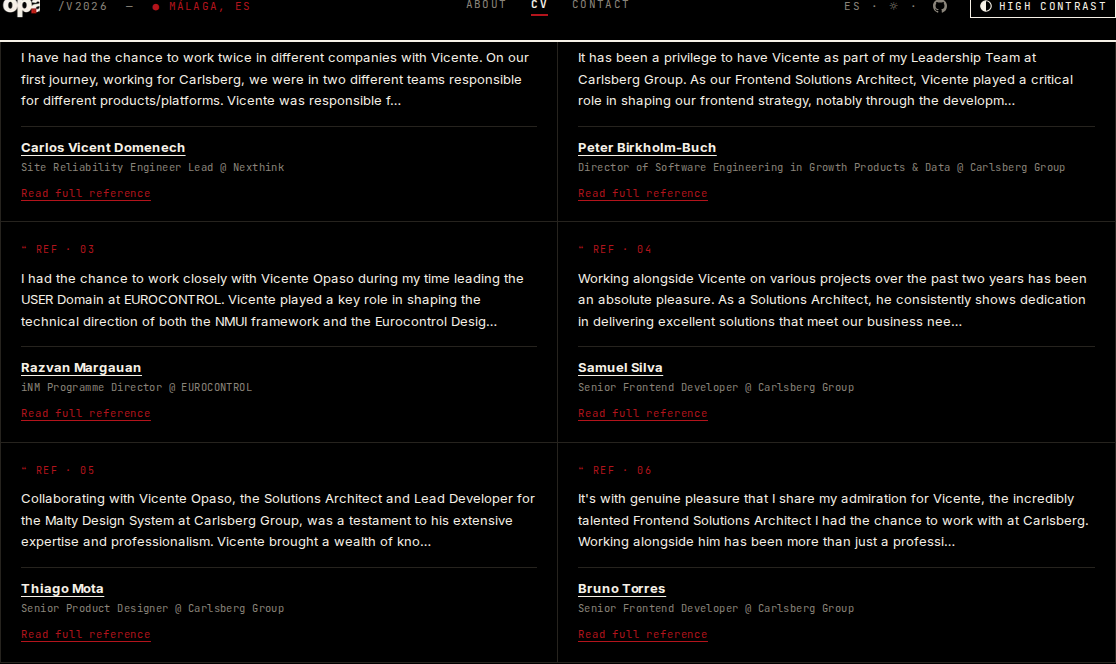 opa /V2026 — ● MÁLAGA, ES ABOUT CV CONTACT ES · ☼ · HIGH CONTRAST
I have had the chance to work twice in different companies with Vicente. On our
first journey, working for Carlsberg, we were in two different teams responsible
for different products/platforms. Vicente was responsible f...
Carlos Vicent Domenech
Site Reliability Engineer Lead @ Nexthink
Read full reference
It has been a privilege to have Vicente as part of my Leadership Team at
Carlsberg Group. As our Frontend Solutions Architect, Vicente played a critical
role in shaping our frontend strategy, notably through the developm...
Peter Birkholm-Buch
Director of Software Engineering in Growth Products & Data @ Carlsberg Group
Read full reference
" REF · 03
I had the chance to work closely with Vicente Opaso during my time leading the
USER Domain at EUROCONTROL. Vicente played a key role in shaping the
technical direction of both the NMUI framework and the Eurocontrol Desig...
Razvan Margauan
iNM Programme Director @ EUROCONTROL
Read full reference
" REF · 04
Working alongside Vicente on various projects over the past two years has been
an absolute pleasure. As a Solutions Architect, he consistently shows dedication
in delivering excellent solutions that meet our business nee...
Samuel Silva
Senior Frontend Developer @ Carlsberg Group
Read full reference
" REF · 05
Collaborating with Vicente Opaso, the Solutions Architect and Lead Developer for
the Malty Design System at Carlsberg Group, was a testament to his extensive
expertise and professionalism. Vicente brought a wealth of kno...
Thiago Mota
Senior Product Designer @ Carlsberg Group
Read full reference
" REF · 06
It's with genuine pleasure that I share my admiration for Vicente, the incredibly
talented Frontend Solutions Architect I had the chance to work with at Carlsberg.
Working alongside him has been more than just a professi...
Bruno Torres
Senior Frontend Developer @ Carlsberg Group
Read full reference